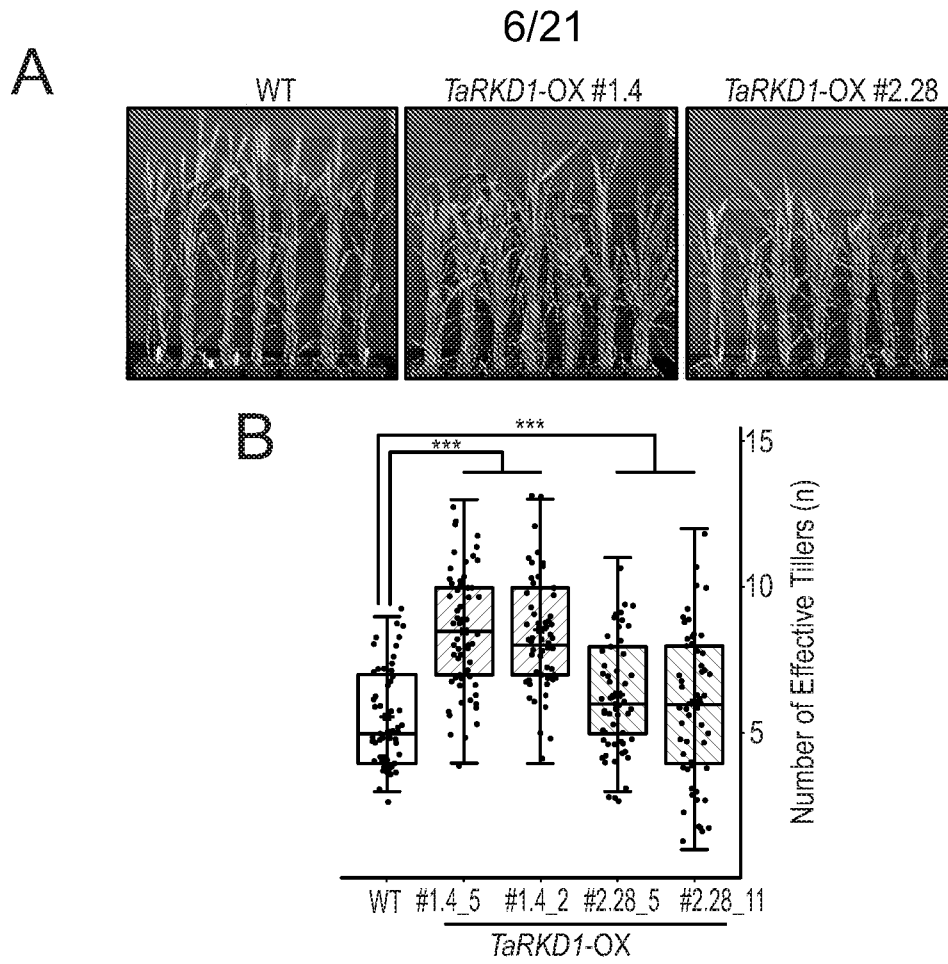 6/21
A
WT TaRKD1-OX #1.4 TaRKD1-OX #2.28
B
***
***
15
10
5
Number of Effective Tillers (n)
WT #1.4_5 #1.4_2 #2.28_5 #2.28_11
TaRKD1-OX